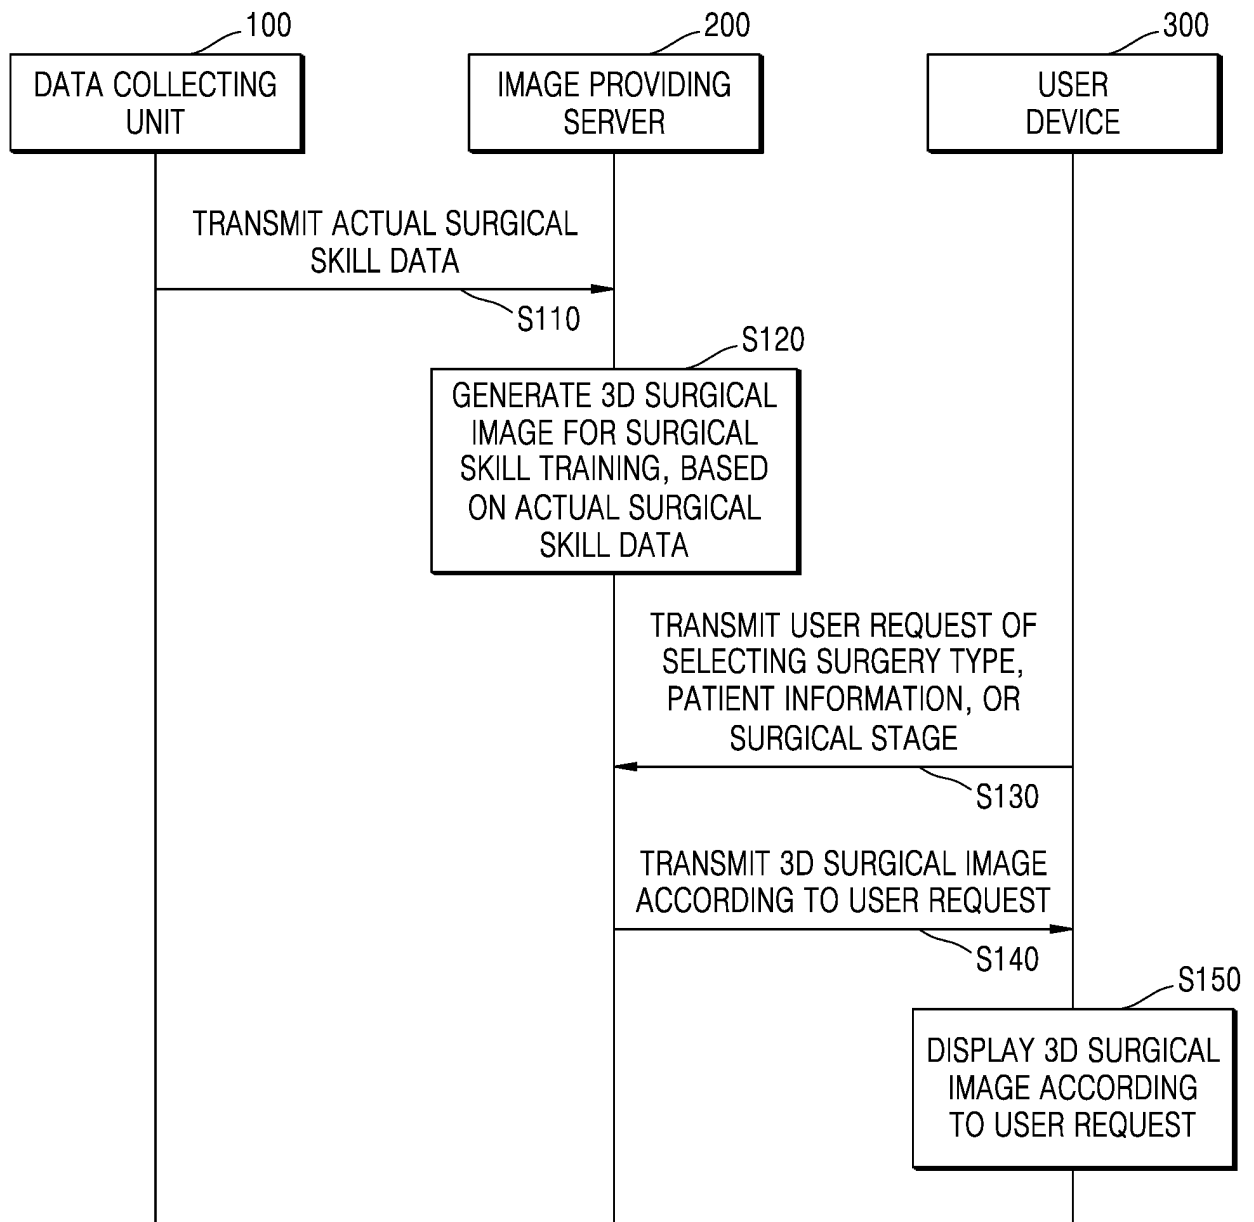 100
200
300
DATA COLLECTING
UNIT
IMAGE PROVIDING
SERVER
USER
DEVICE
TRANSMIT ACTUAL SURGICAL
SKILL DATA
S110
S120
GENERATE 3D SURGICAL
IMAGE FOR SURGICAL
SKILL TRAINING, BASED
ON ACTUAL SURGICAL
SKILL DATA
TRANSMIT USER REQUEST OF
SELECTING SURGERY TYPE,
PATIENT INFORMATION, OR
SURGICAL STAGE
S130
TRANSMIT 3D SURGICAL IMAGE
ACCORDING TO USER REQUEST
S140
S150
DISPLAY 3D SURGICAL
IMAGE ACCORDING
TO USER REQUEST